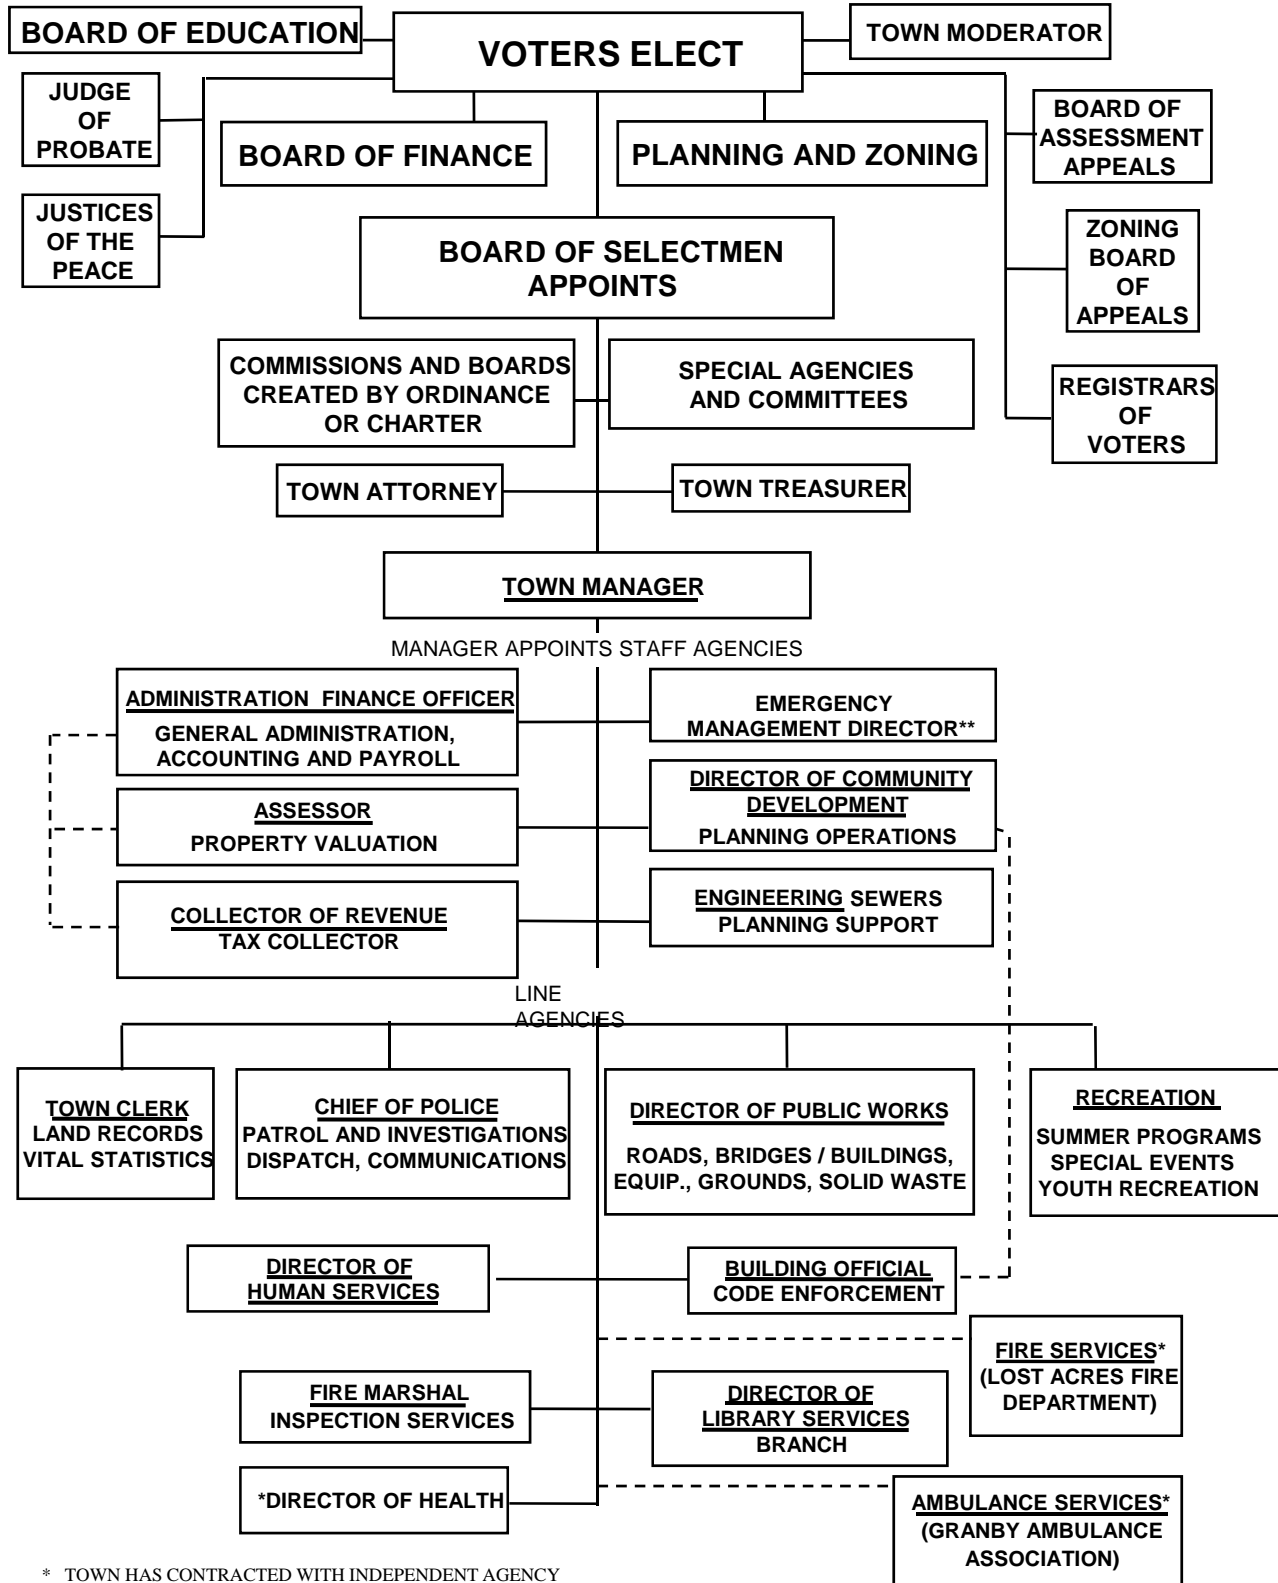 BOARD OF EDUCATION
VOTERS ELECT
TOWN MODERATOR
JUDGE
OF
PROBATE
BOARD OF FINANCE
PLANNING AND ZONING
BOARD OF
ASSESSMENT
APPEALS
JUSTICES
OF THE
PEACE
BOARD OF SELECTMEN
APPOINTS
ZONING
BOARD
OF
APPEALS
COMMISSIONS AND BOARDS
CREATED BY ORDINANCE
OR CHARTER
SPECIAL AGENCIES
AND COMMITTEES
REGISTRARS
OF
VOTERS
TOWN ATTORNEY
TOWN TREASURER
TOWN MANAGER
MANAGER APPOINTS STAFF AGENCIES
ADMINISTRATION FINANCE OFFICER
GENERAL ADMINISTRATION,
ACCOUNTING AND PAYROLL
EMERGENCY
MANAGEMENT DIRECTOR**
ASSESSOR
PROPERTY VALUATION
DIRECTOR OF COMMUNITY
DEVELOPMENT
PLANNING OPERATIONS
COLLECTOR OF REVENUE
TAX COLLECTOR
ENGINEERING SEWERS
PLANNING SUPPORT
LINE
AGENCIES
TOWN CLERK
LAND RECORDS
VITAL STATISTICS
CHIEF OF POLICE
PATROL AND INVESTIGATIONS
DISPATCH, COMMUNICATIONS
DIRECTOR OF PUBLIC WORKS
ROADS, BRIDGES / BUILDINGS,
EQUIP., GROUNDS, SOLID WASTE
RECREATION
SUMMER PROGRAMS
SPECIAL EVENTS
YOUTH RECREATION
DIRECTOR OF
HUMAN SERVICES
BUILDING OFFICIAL
CODE ENFORCEMENT
FIRE SERVICES*
(LOST ACRES FIRE
DEPARTMENT)
FIRE MARSHAL
INSPECTION SERVICES
DIRECTOR OF
LIBRARY SERVICES
BRANCH
*DIRECTOR OF HEALTH
AMBULANCE SERVICES*
(GRANBY AMBULANCE
ASSOCIATION)
* TOWN HAS CONTRACTED WITH INDEPENDENT AGENCY